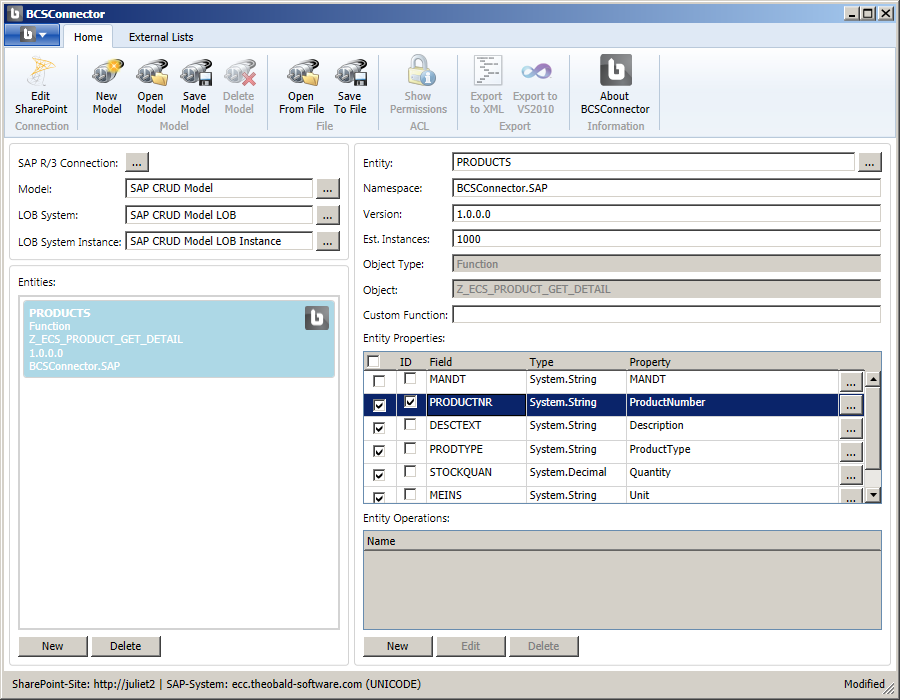 BCSConnector
Home External Lists
Edit SharePoint
Connection
New Model
Open Model
Save Model
Delete Model
Model
Open From File
Save To File
File
Show Permissions
ACL
Export to XML
Export to VS2010
Export
About BCSConnector
Information
SAP R/3 Connection: ...
Model: SAP CRUD Model ...
LOB System: SAP CRUD Model LOB ...
LOB System Instance: SAP CRUD Model LOB Instance ...
Entities:
PRODUCTS
Function
Z_ECS_PRODUCT_GET_DETAIL
1.0.0.0
BCSConnector.SAP
New Delete
Entity: PRODUCTS ...
Namespace: BCSConnector.SAP
Version: 1.0.0.0
Est. Instances: 1000
Object Type: Function
Object: Z_ECS_PRODUCT_GET_DETAIL
Custom Function:
Entity Properties:
ID Field Type Property
MANDT System.String MANDT ...
PRODUCTNR System.String ProductNumber ...
DESCTEXT System.String Description ...
PRODTYPE System.String ProductType ...
STOCKQUAN System.Decimal Quantity ...
MEINS System.String Unit ...
Entity Operations:
Name
New Edit Delete
SharePoint-Site: http://juliet2 | SAP-System: ecc.theobald-software.com (UNICODE) Modified